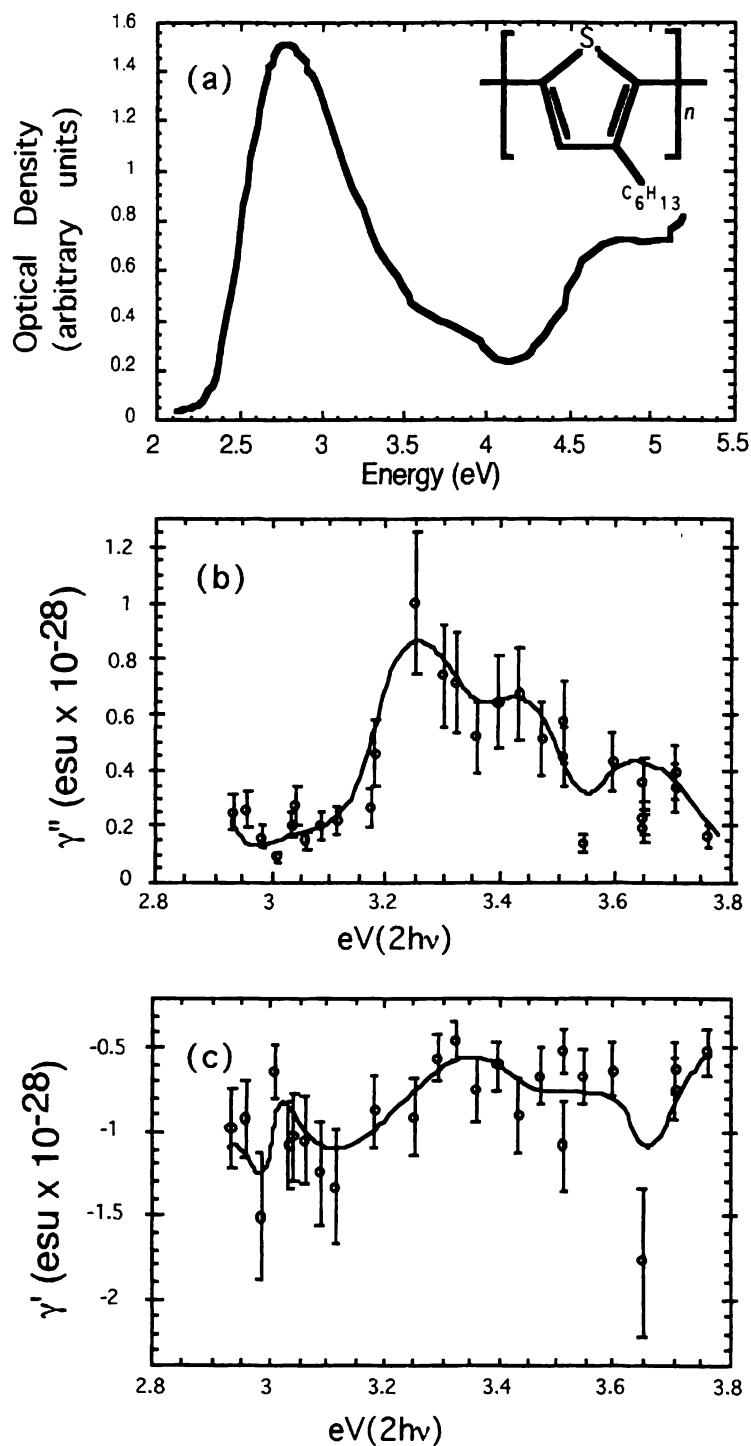 (a)
S
n
C6H13
Optical Density
(arbitrary units)
1.6
1.4
1.2
1
0.8
0.6
0.4
0.2
0
2 2.5 3 3.5 4 4.5 5 5.5
Energy (eV)
(b)
γ" (esu x 10-28)
1.2
1
0.8
0.6
0.4
0.2
0
2.8 3 3.2 3.4 3.6 3.8
eV(2hν)
(c)
γ' (esu x 10-28)
-0.5
-1
-1.5
-2
2.8 3 3.2 3.4 3.6 3.8
eV(2hν)